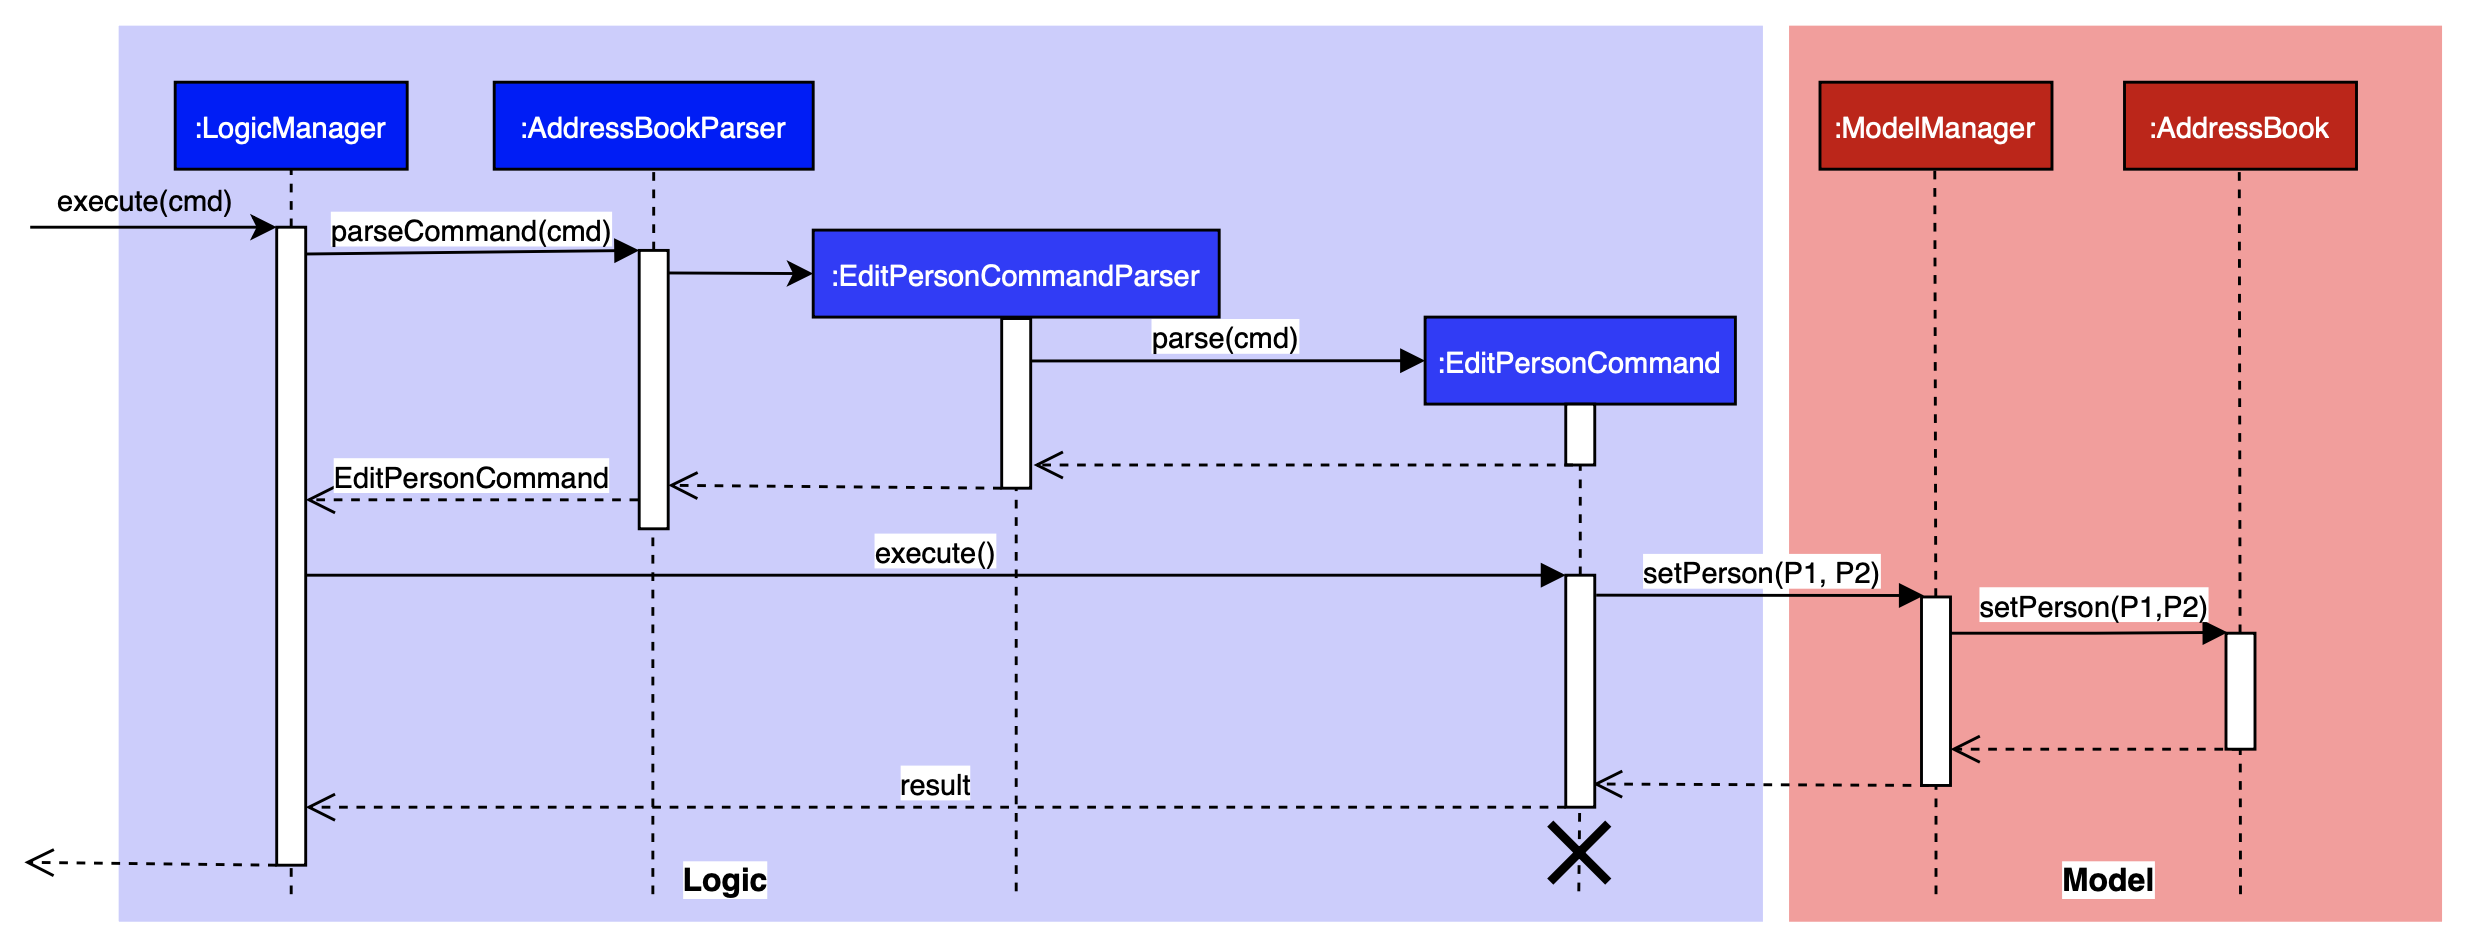 :LogicManager
:AddressBookParser
:ModelManager
:AddressBook
execute(cmd)
parseCommand(cmd)
:EditPersonCommandParser
parse(cmd)
:EditPersonCommand
EditPersonCommand
execute()
setPerson(P1, P2)
setPerson(P1,P2)
result
Logic
Model